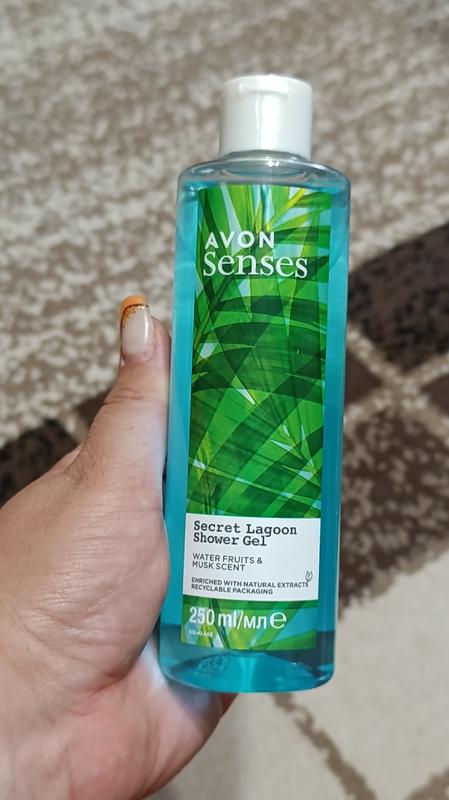 AVON
Senses
Secret Lagoon
Shower Gel
WATER FRUITS &
MUSK SCENT
ENRICHED WITH NATURAL EXTRACTS
RECYCLABLE PACKAGING
250 ml/мл e